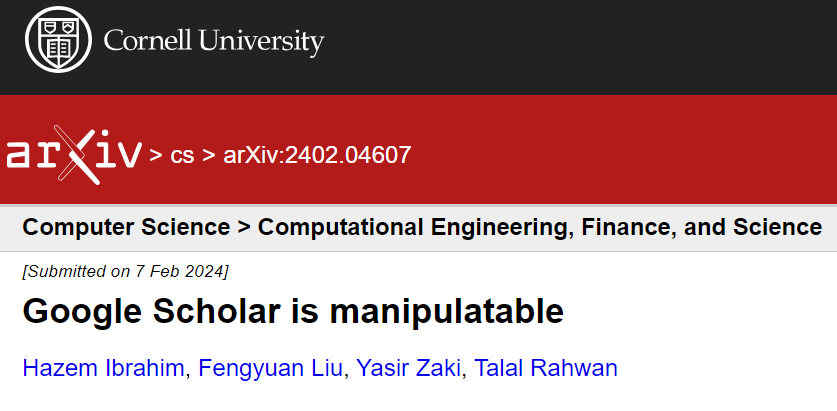 Cornell University
arXiv > cs > arXiv:2402.04607
Computer Science > Computational Engineering, Finance, and Science
[Submitted on 7 Feb 2024]
Google Scholar is manipulatable
Hazem Ibrahim, Fengyuan Liu, Yasir Zaki, Talal Rahwan